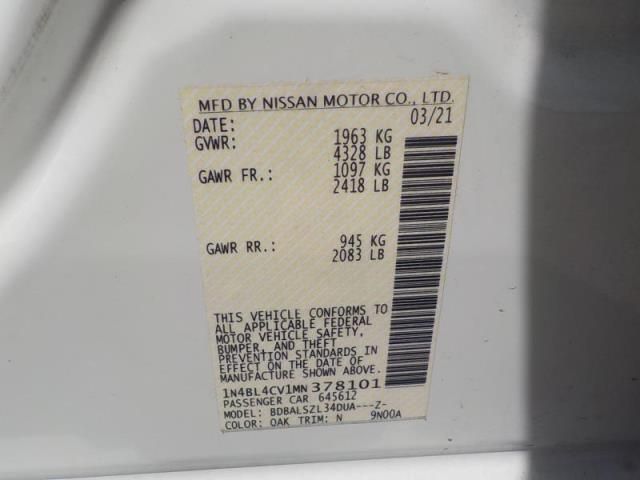 MFD BY NISSAN MOTOR CO., LTD.
DATE: 03/21
GVWR: 1963 KG
4328 LB
GAWR FR.: 1097 KG
2418 LB
GAWR RR.: 945 KG
2083 LB
THIS VEHICLE CONFORMS TO
ALL APPLICABLE FEDERAL
MOTOR VEHICLE SAFETY,
BUMPER, AND THEFT
PREVENTION STANDARDS IN
EFFECT ON THE DATE OF
MANUFACTURE SHOWN ABOVE.
1N4BL4CV1MN378101
PASSENGER CAR 645612
MODEL: BDBALSZL34DUA---Z-
COLOR: OAK TRIM: N 9N00A